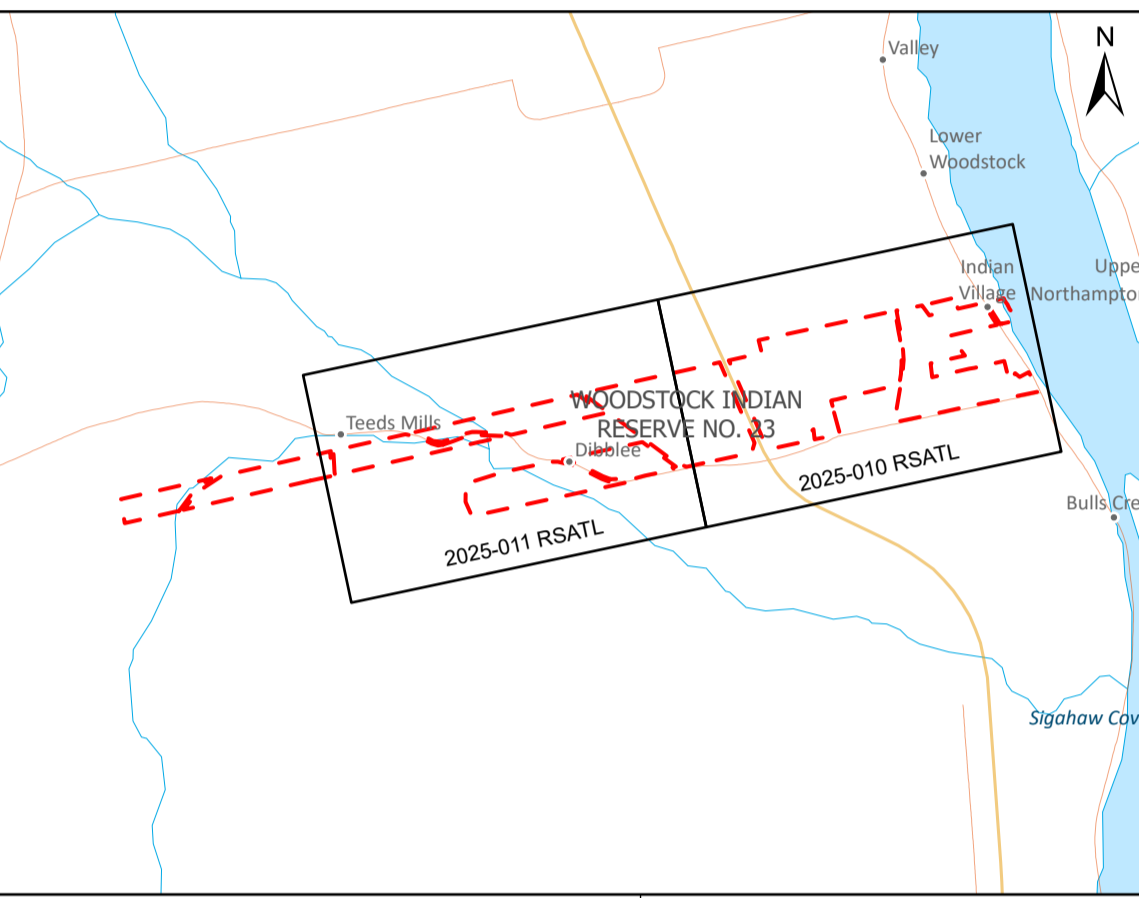 N
Valley
Lower
Woodstock
Indian
Village
Uppe
Northampto
WOODSTOCK INDIAN
RESERVE NO. 23
Teeds Mills
Dibblee
2025-010 RSATL
2025-011 RSATL
Bulls Cre
Sigahaw Cov